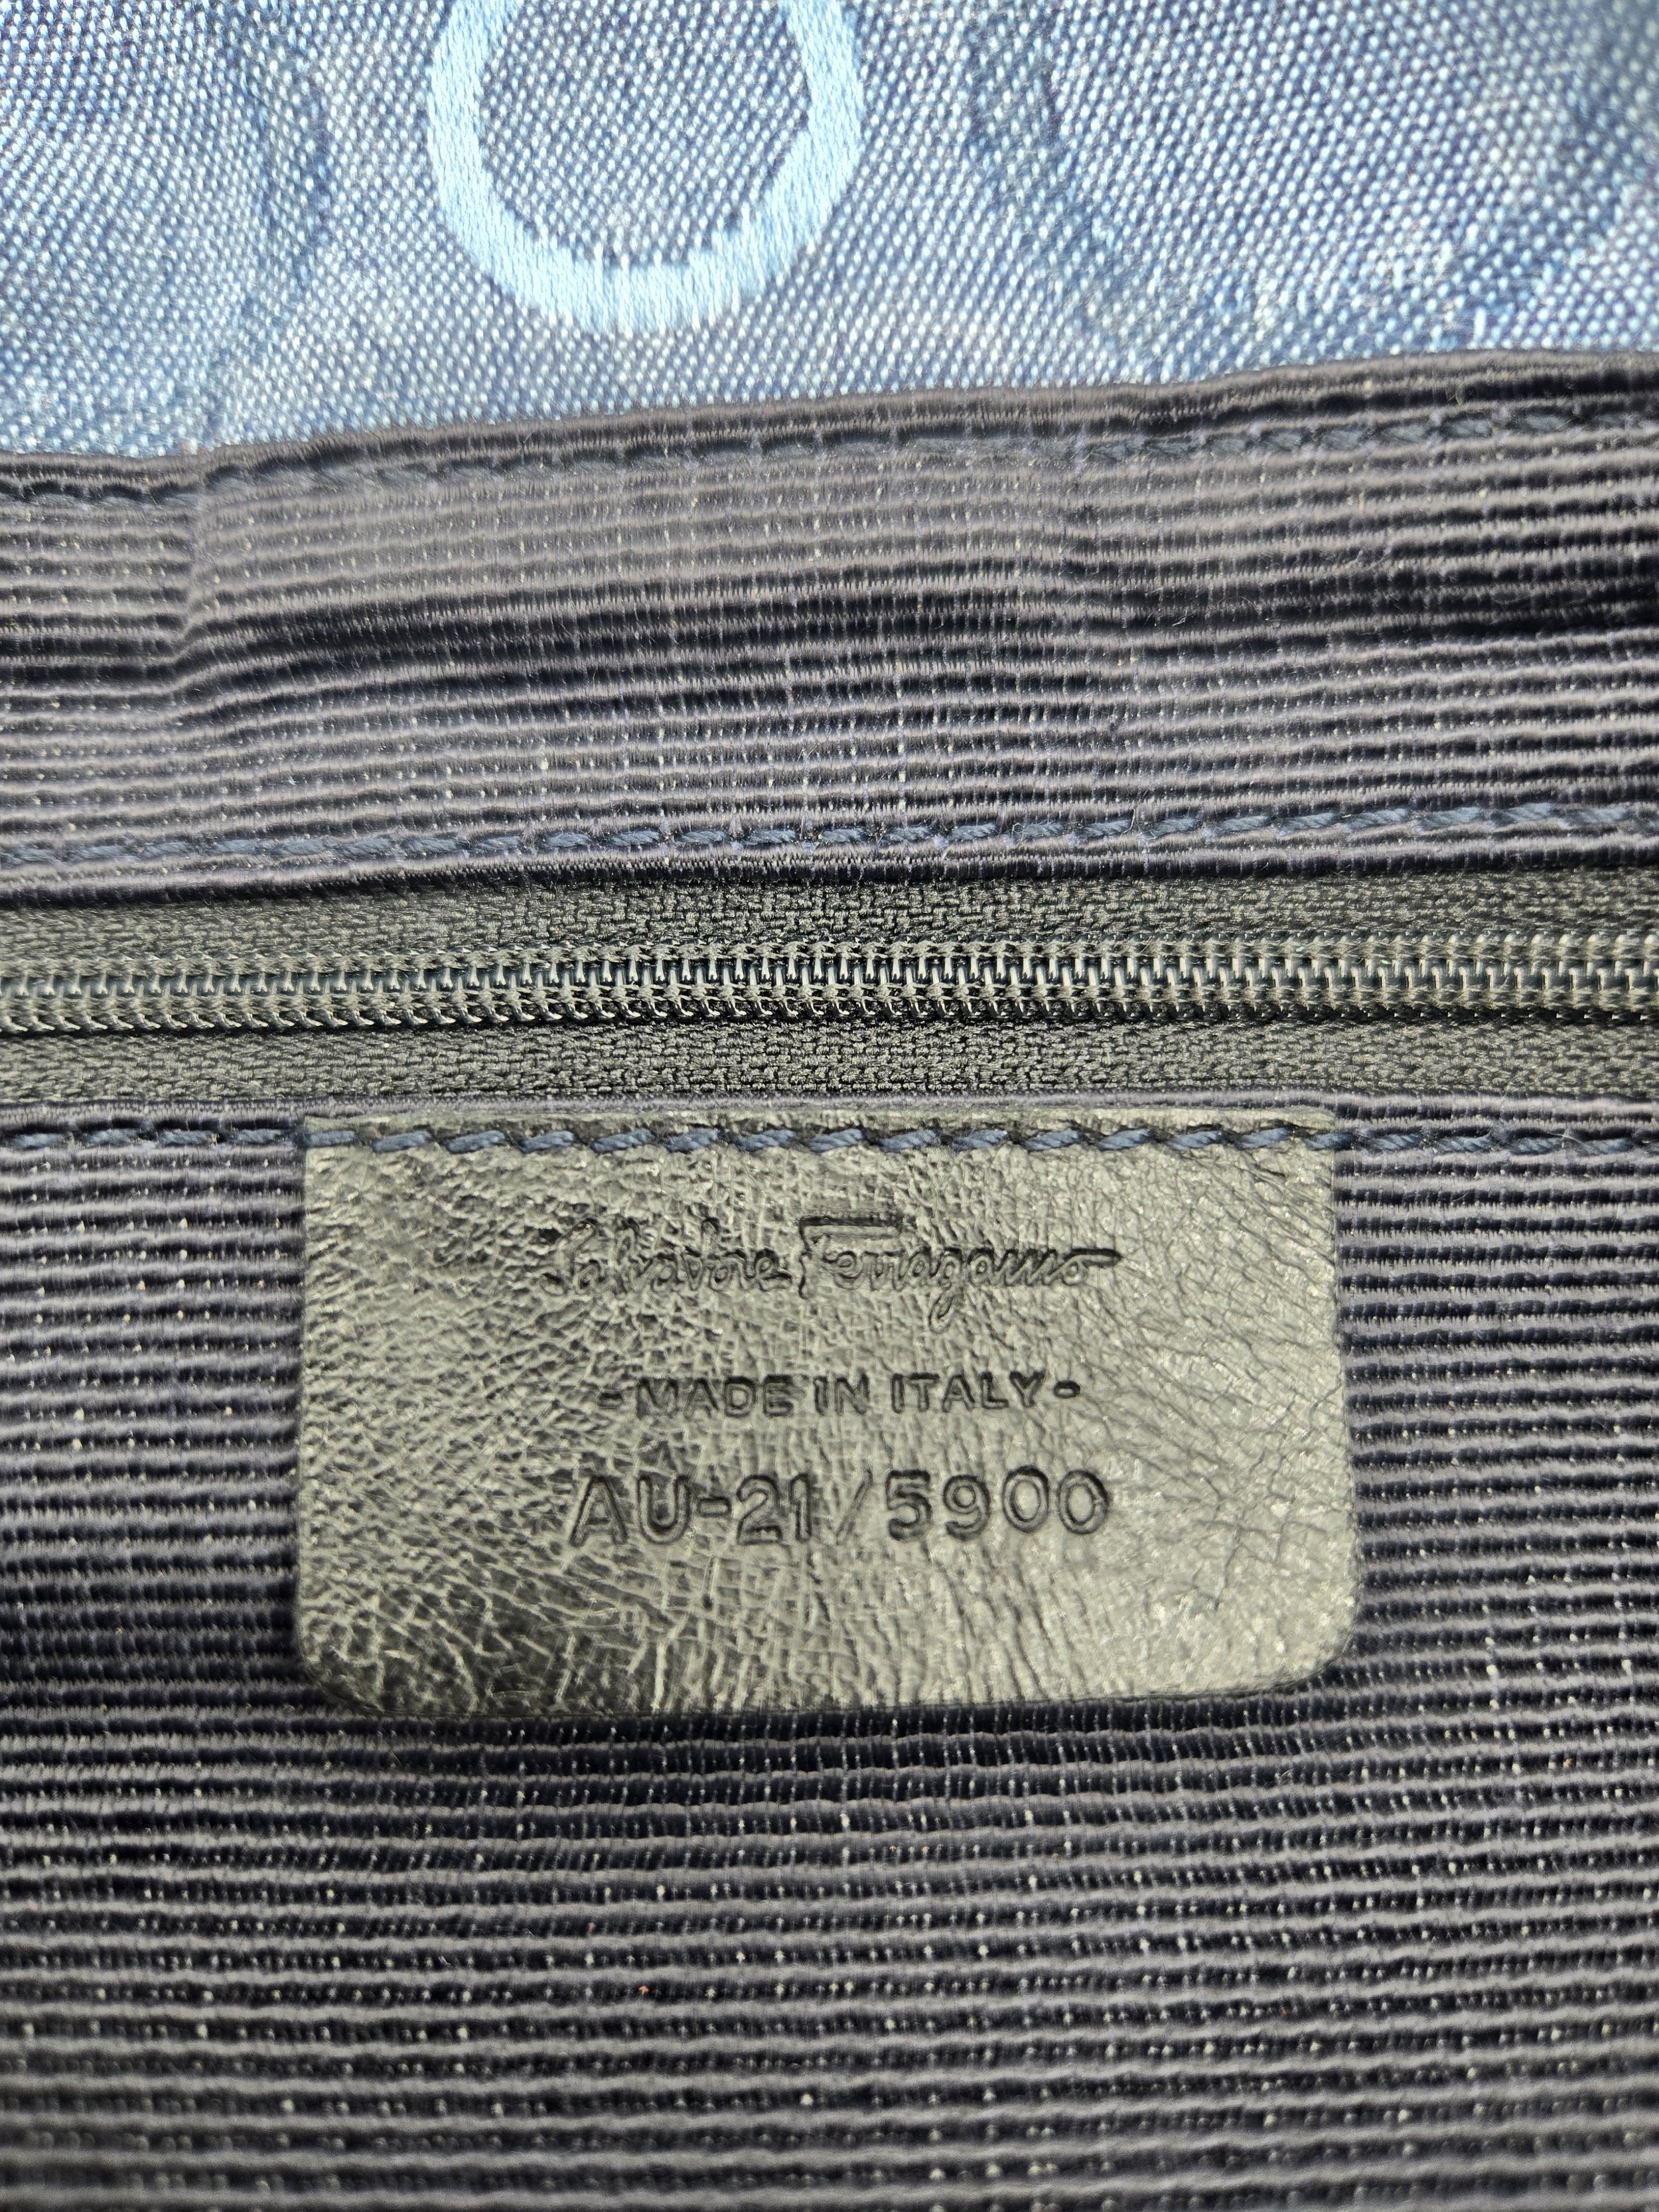 Salvatore Ferragamo
- MADE IN ITALY -
AU-21/5900